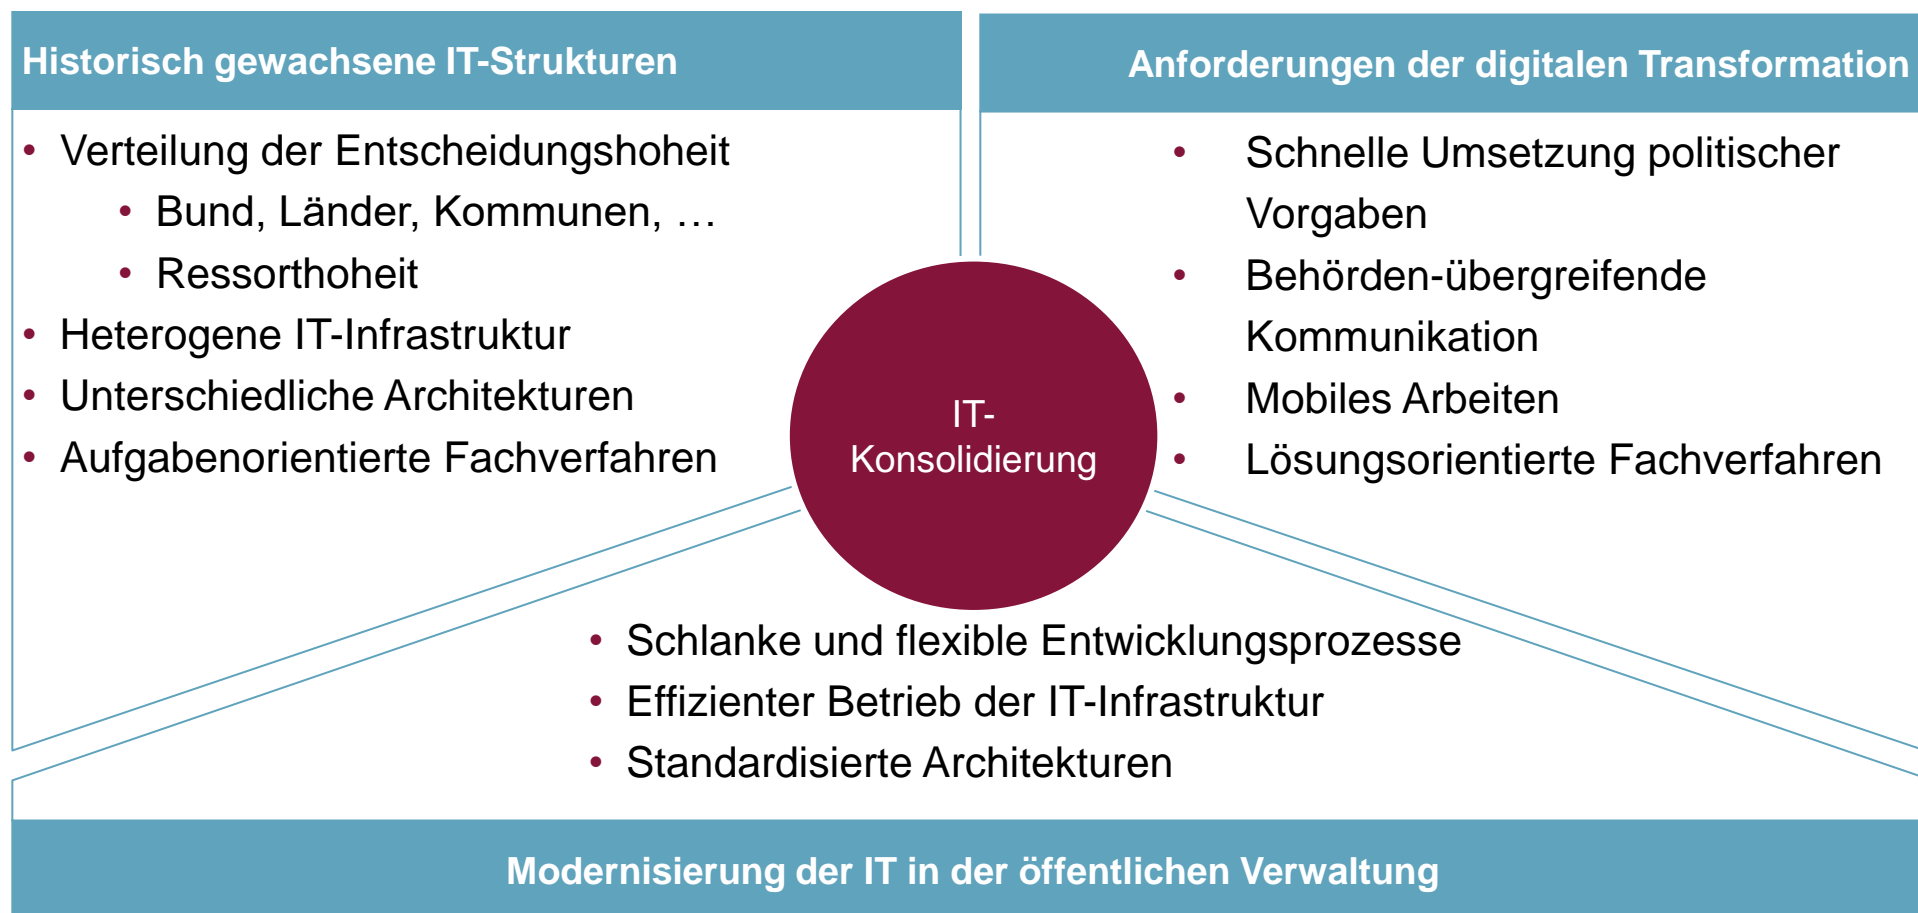 Historisch gewachsene IT-Strukturen
• Verteilung der Entscheidungshoheit
• Bund, Länder, Kommunen, …
• Ressorthoheit
• Heterogene IT-Infrastruktur
• Unterschiedliche Architekturen
• Aufgabenorientierte Fachverfahren
Anforderungen der digitalen Transformation
• Schnelle Umsetzung politischer
Vorgaben
• Behörden-übergreifende
Kommunikation
• Mobiles Arbeiten
• Lösungsorientierte Fachverfahren
IT-
Konsolidierung
• Schlanke und flexible Entwicklungsprozesse
• Effizienter Betrieb der IT-Infrastruktur
• Standardisierte Architekturen
Modernisierung der IT in der öffentlichen Verwaltung